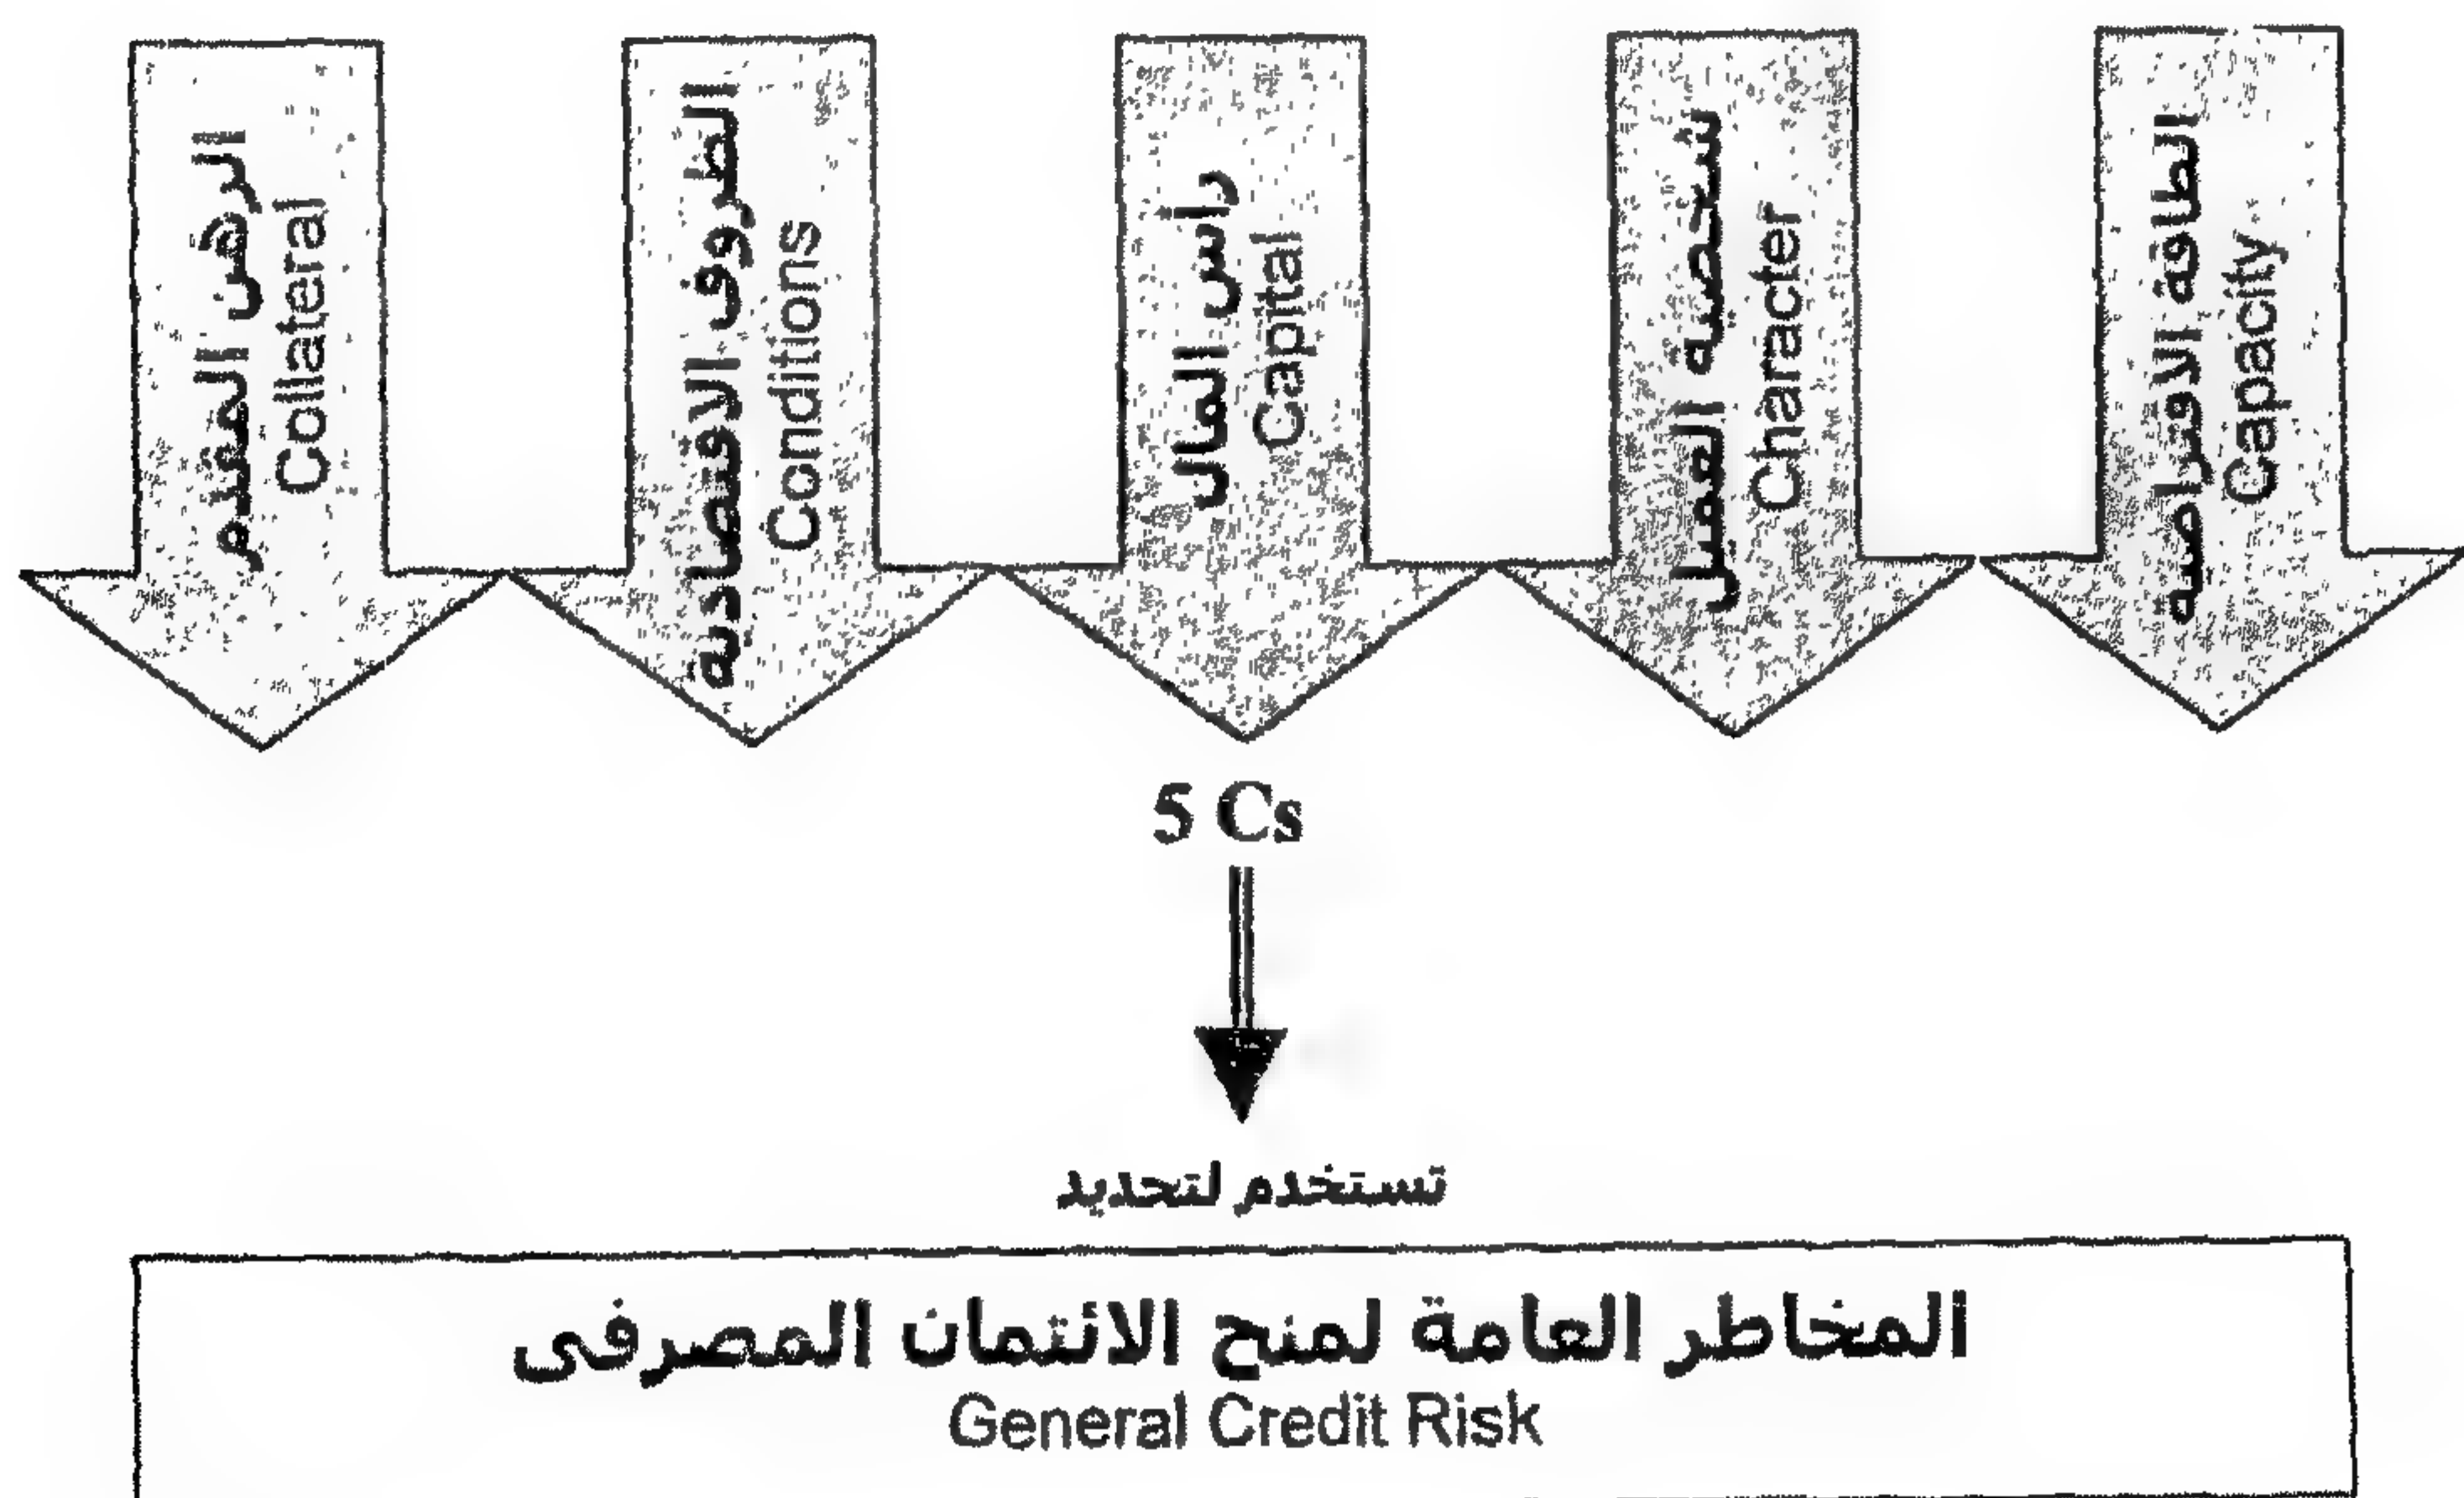 الطاقة الاقتراضية
Capacity
شخصية العميل
Character
رأس المال
Capital
الظروف الاقتصادية
Conditions
الرهن المقدم
Collateral
5 Cs
تستخدم لتحديد
المخاطر العامة لمنح الائتمان المصرفى
General Credit Risk